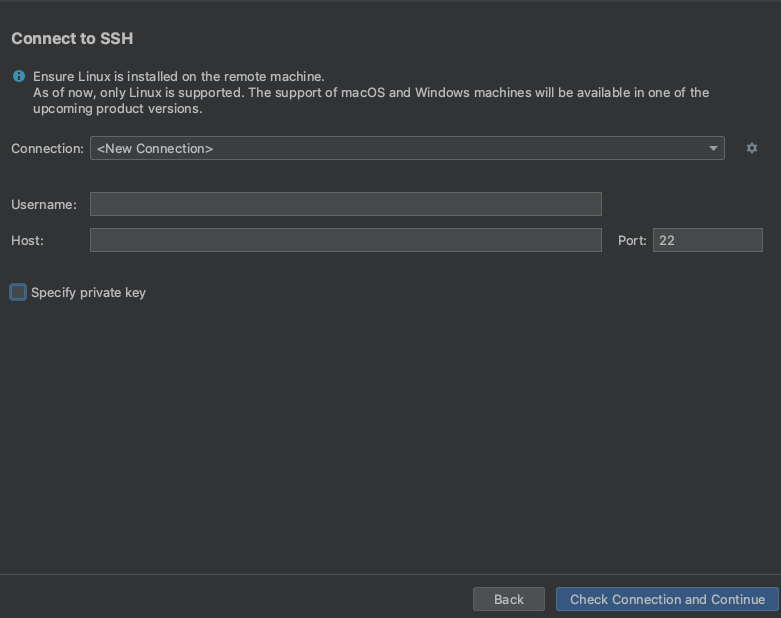 Connect to SSH
Ensure Linux is installed on the remote machine.
As of now, only Linux is supported. The support of macOS and Windows machines will be available in one of the
upcoming product versions.
Connection: <New Connection>
Username:
Host:
Port: 22
Specify private key
Back
Check Connection and Continue